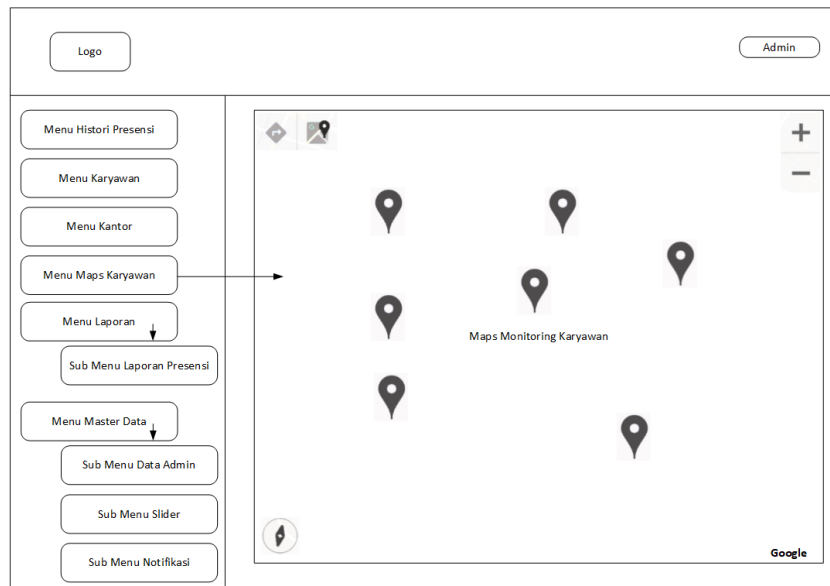 Logo
Admin
Menu Histori Presensi
Menu Karyawan
Menu Kantor
Menu Maps Karyawan
Menu Laporan
Sub Menu Laporan Presensi
Menu Master Data
Sub Menu Data Admin
Sub Menu Slider
Sub Menu Notifikasi
Maps Monitoring Karyawan
Google